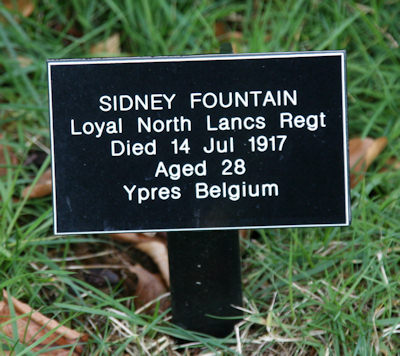 SIDNEY FOUNTAIN
Loyal North Lancs Regt
Died 14 Jul 1917
Aged 28
Ypres Belgium